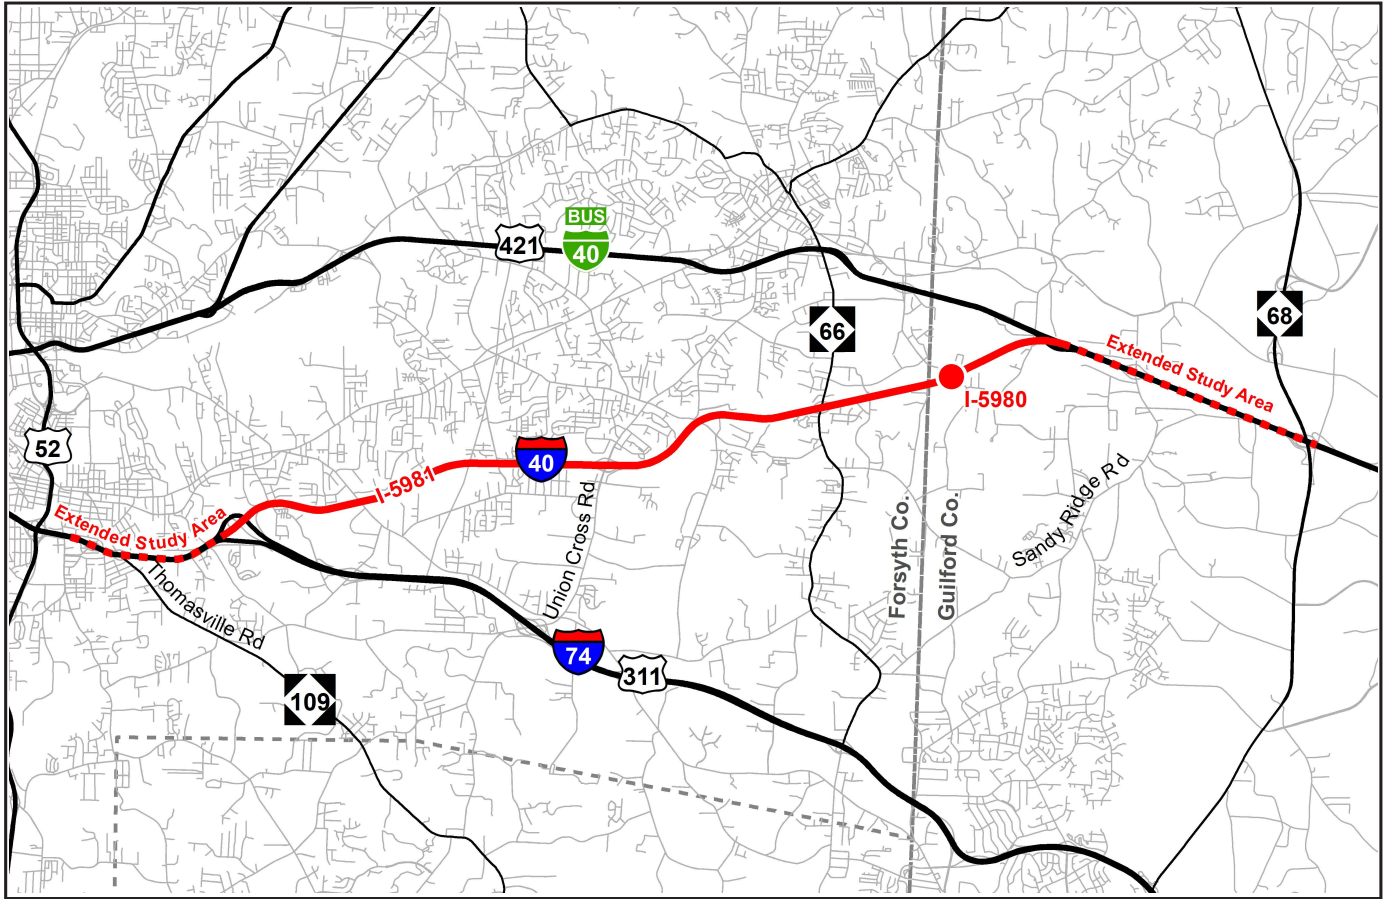 BUS
421
40
66
68
Extended Study Area
I-5980
52
40
I-5981
Extended Study Area
Union Cross Rd
Sandy Ridge Rd
Forsyth Co.
Guilford Co.
Thomasville Rd
74
311
109